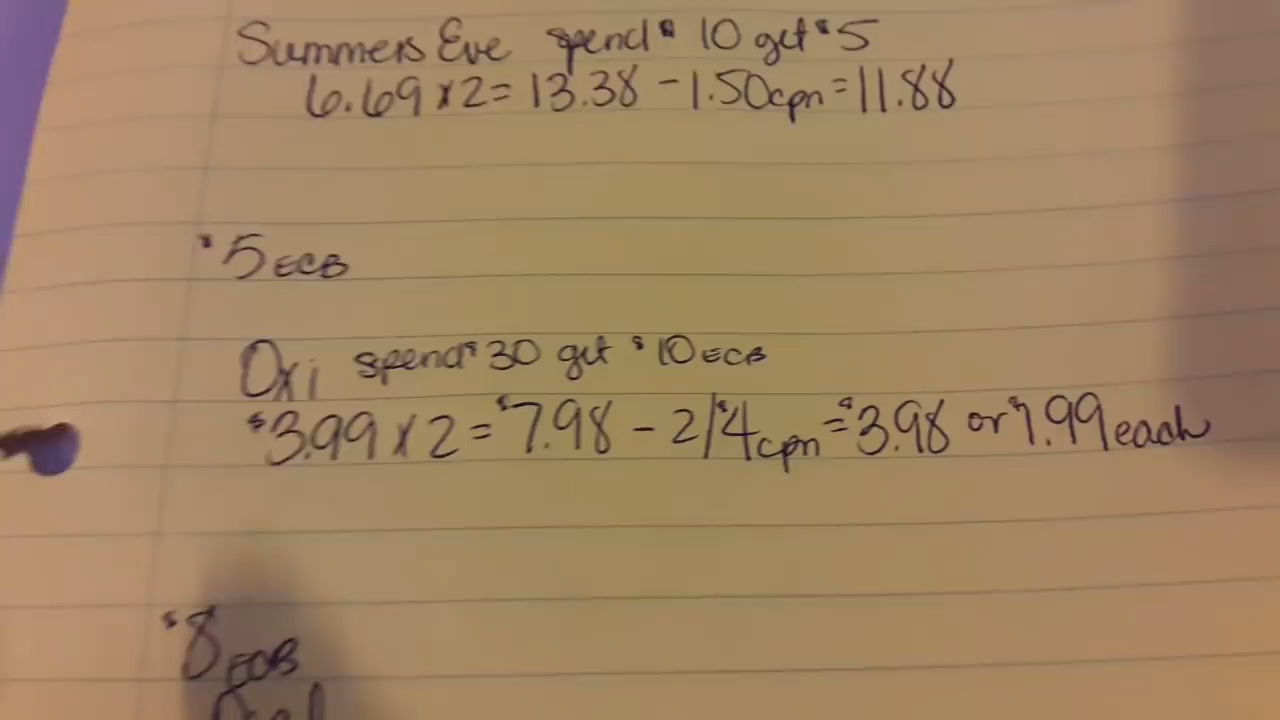 Summers Eve spend $10 get $5
6.69 x 2 = 13.38 - 1.50 cpn = 11.88
$5 ECB
Oxi spend $30 get $10 ECB
$3.99 x 2 = $7.98 - 2/$4 cpn = $3.98 or $1.99 each
$8 ECB